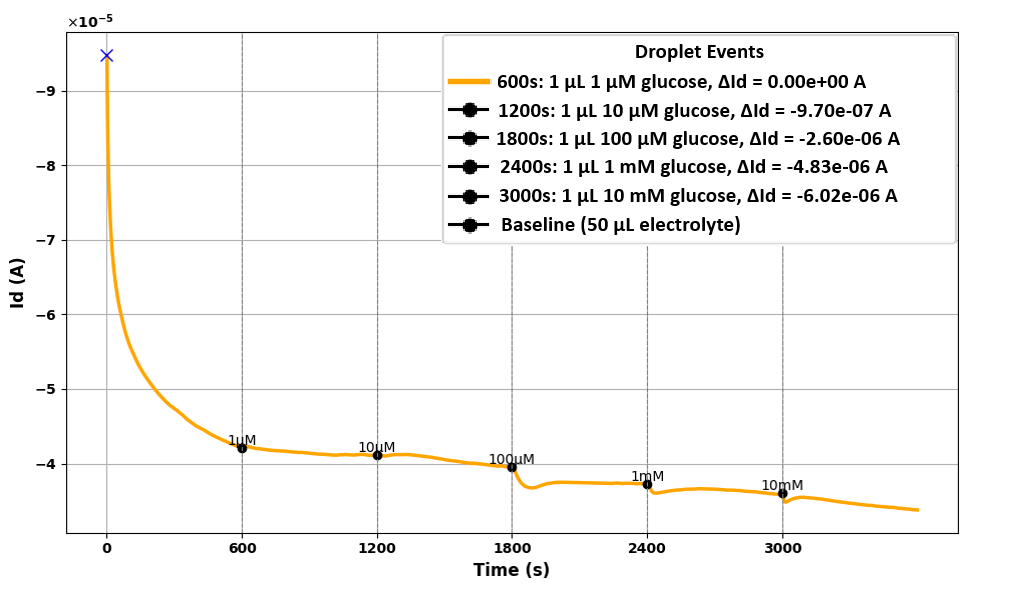 ×10⁻⁵
Droplet Events
600s: 1 µL 1 µM glucose, ΔId = 0.00e+00 A
1200s: 1 µL 10 µM glucose, ΔId = -9.70e-07 A
1800s: 1 µL 100 µM glucose, ΔId = -2.60e-06 A
2400s: 1 µL 1 mM glucose, ΔId = -4.83e-06 A
3000s: 1 µL 10 mM glucose, ΔId = -6.02e-06 A
Baseline (50 µL electrolyte)
−9
−8
−7
−6
−5
−4
Id (A)
1µM
10µM
100µM
1mM
10mM
0
600
1200
1800
2400
3000
Time (s)